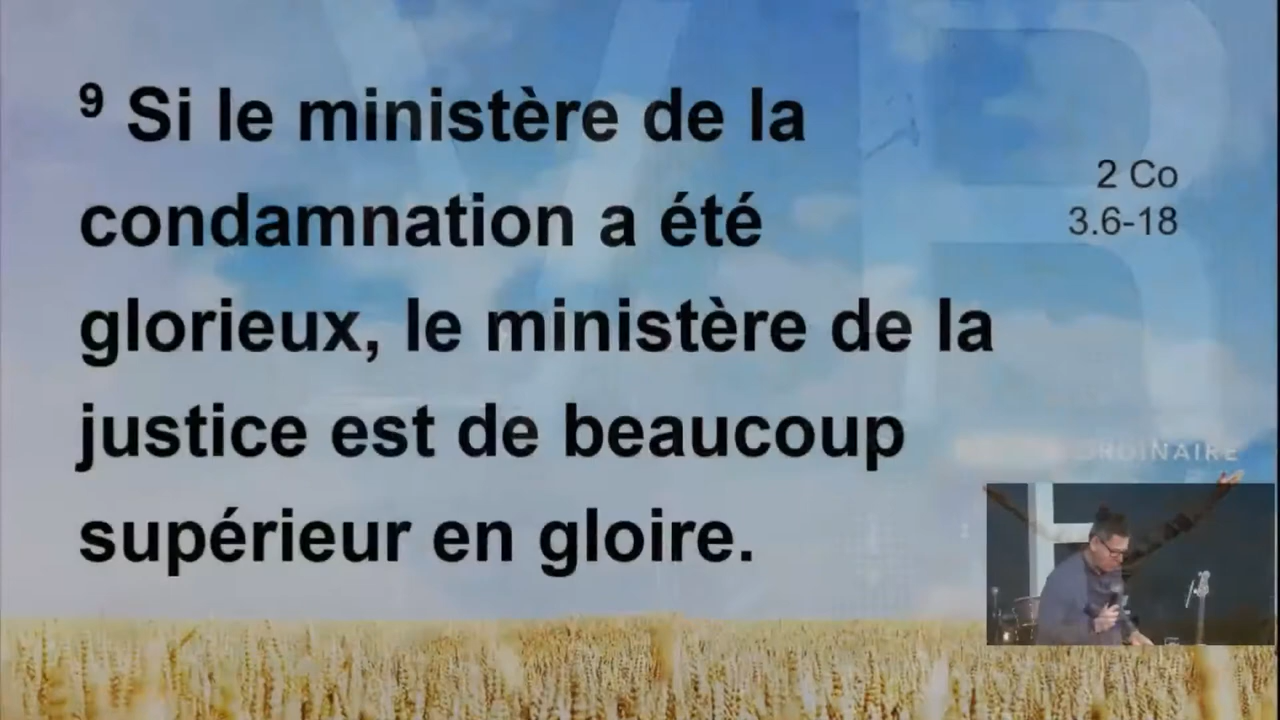 ⁹ Si le ministère de la
condamnation a été
glorieux, le ministère de la
justice est de beaucoup
supérieur en gloire.
2 Co
3.6-18